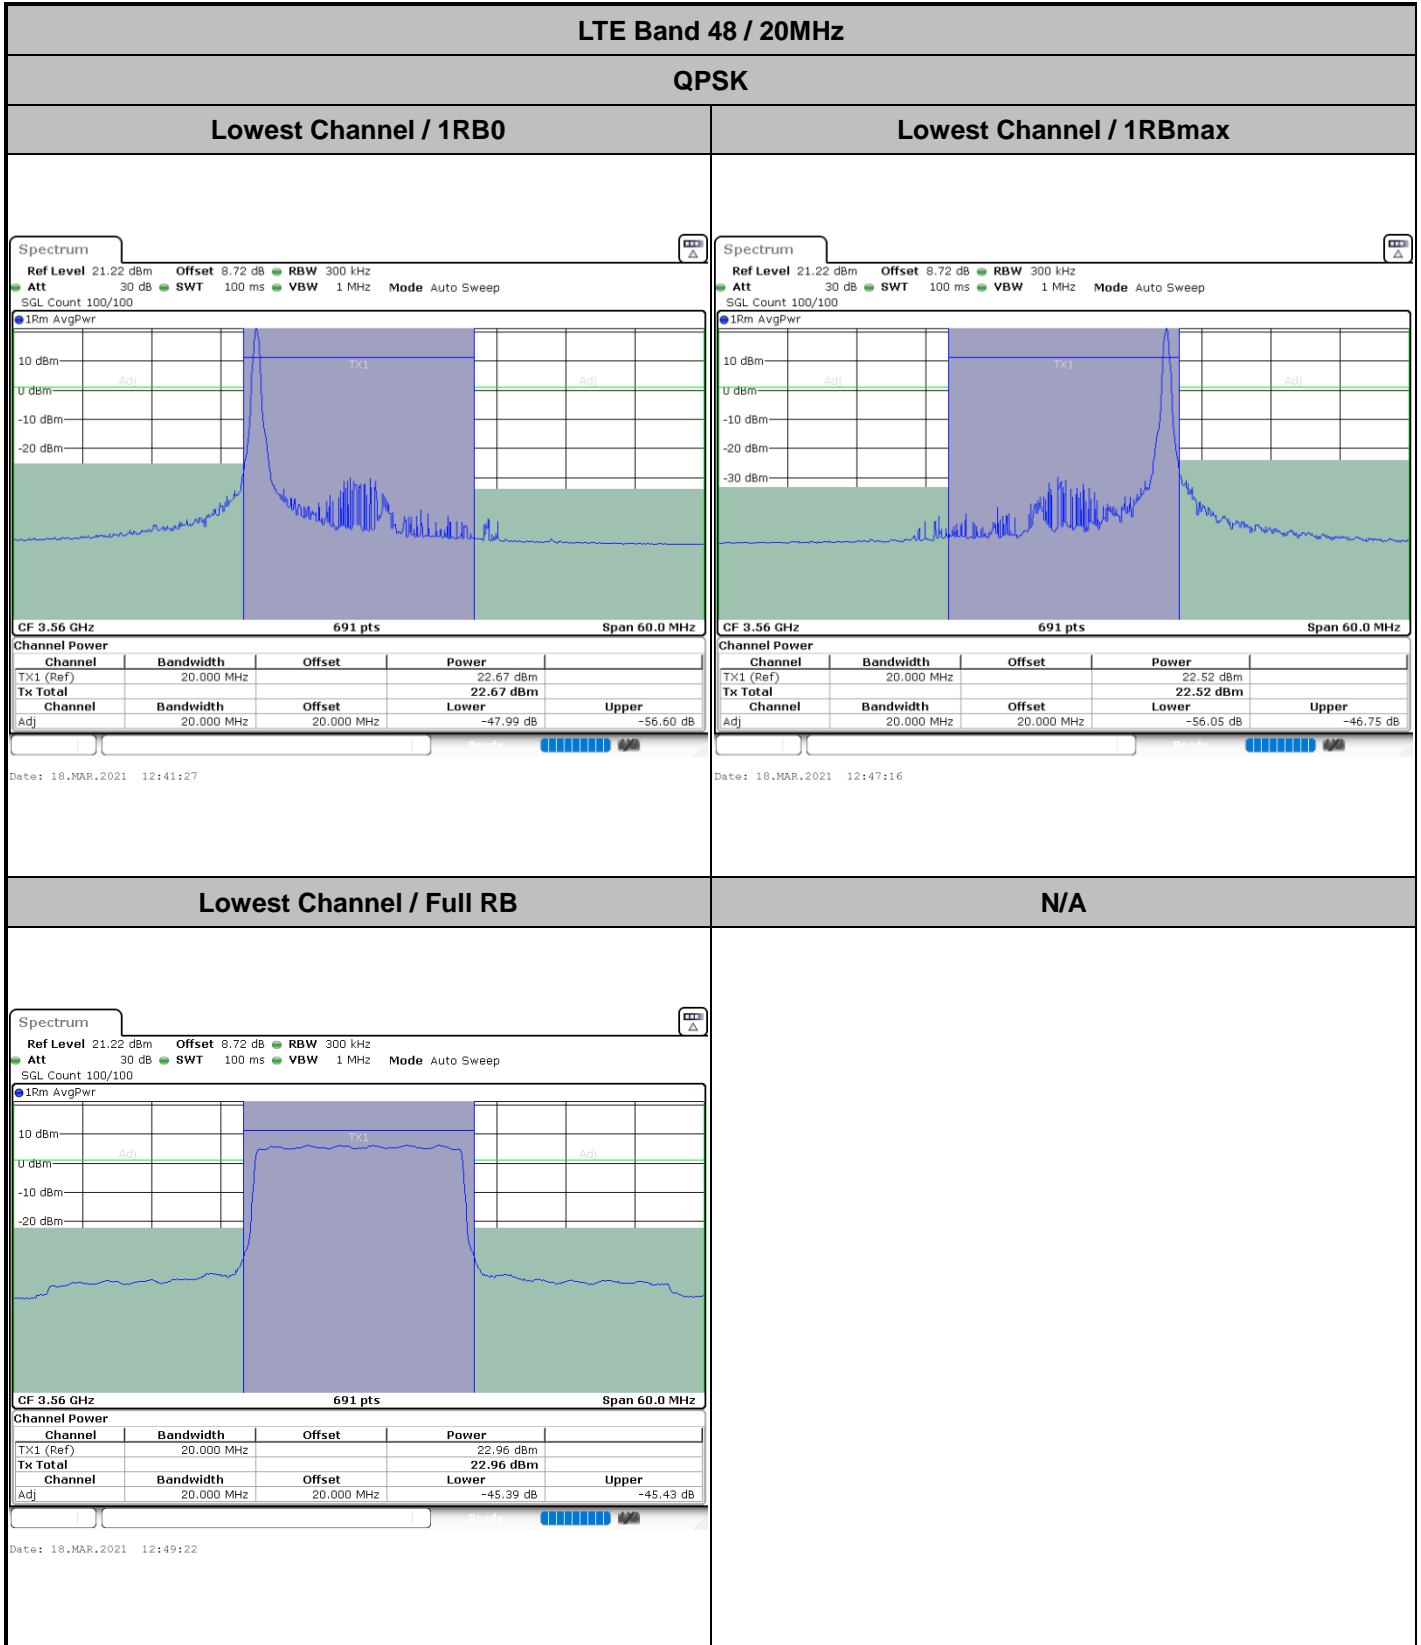 LTE Band 48 / 20MHz
QPSK
Lowest Channel / 1RB0
Lowest Channel / 1RBmax
Spectrum
Ref Level 21.22 dBm Offset 8.72 dB RBW 300 kHz
Att 30 dB SWT 100 ms VBW 1 MHz Mode Auto Sweep
SGL Count 100/100
1Rm AvgPwr
10 dBm
TX1
Adj
Adj
0 dBm
-10 dBm
-20 dBm
CF 3.56 GHz 691 pts Span 60.0 MHz
Channel Power
Channel Bandwidth Offset Power
TX1 (Ref) 20.000 MHz 22.67 dBm
Tx Total 22.67 dBm
Channel Bandwidth Offset Lower Upper
Adj 20.000 MHz 20.000 MHz -47.99 dB -56.60 dB
Ready
Date: 18.MAR.2021 12:41:27
Spectrum
Ref Level 21.22 dBm Offset 8.72 dB RBW 300 kHz
Att 30 dB SWT 100 ms VBW 1 MHz Mode Auto Sweep
SGL Count 100/100
1Rm AvgPwr
10 dBm
TX1
Adj
Adj
0 dBm
-10 dBm
-20 dBm
-30 dBm
CF 3.56 GHz 691 pts Span 60.0 MHz
Channel Power
Channel Bandwidth Offset Power
TX1 (Ref) 20.000 MHz 22.52 dBm
Tx Total 22.52 dBm
Channel Bandwidth Offset Lower Upper
Adj 20.000 MHz 20.000 MHz -56.05 dB -46.75 dB
Ready
Date: 18.MAR.2021 12:47:16
Lowest Channel / Full RB
N/A
Spectrum
Ref Level 21.22 dBm Offset 8.72 dB RBW 300 kHz
Att 30 dB SWT 100 ms VBW 1 MHz Mode Auto Sweep
SGL Count 100/100
1Rm AvgPwr
10 dBm
TX1
Adj
Adj
0 dBm
-10 dBm
-20 dBm
CF 3.56 GHz 691 pts Span 60.0 MHz
Channel Power
Channel Bandwidth Offset Power
TX1 (Ref) 20.000 MHz 22.96 dBm
Tx Total 22.96 dBm
Channel Bandwidth Offset Lower Upper
Adj 20.000 MHz 20.000 MHz -45.39 dB -45.43 dB
Ready
Date: 18.MAR.2021 12:49:22